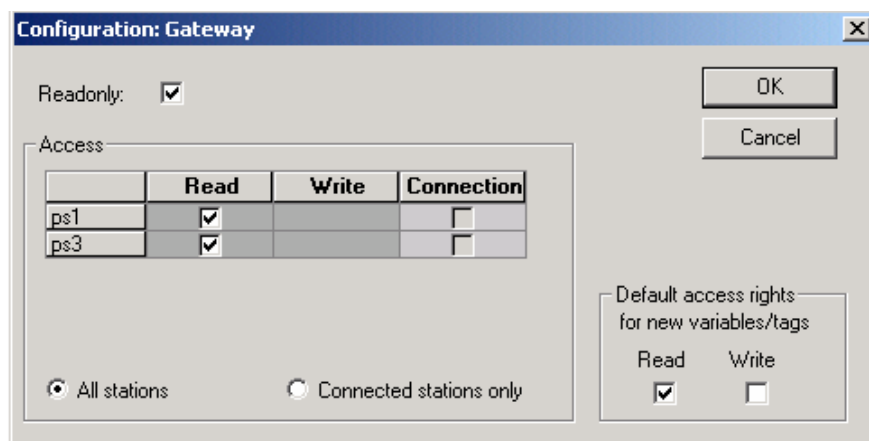 Configuration: Gateway
Readonly:
OK
Cancel
Access
Read Write Connection
ps1
ps3
All stations Connected stations only
Default access rights
for new variables/tags
Read Write